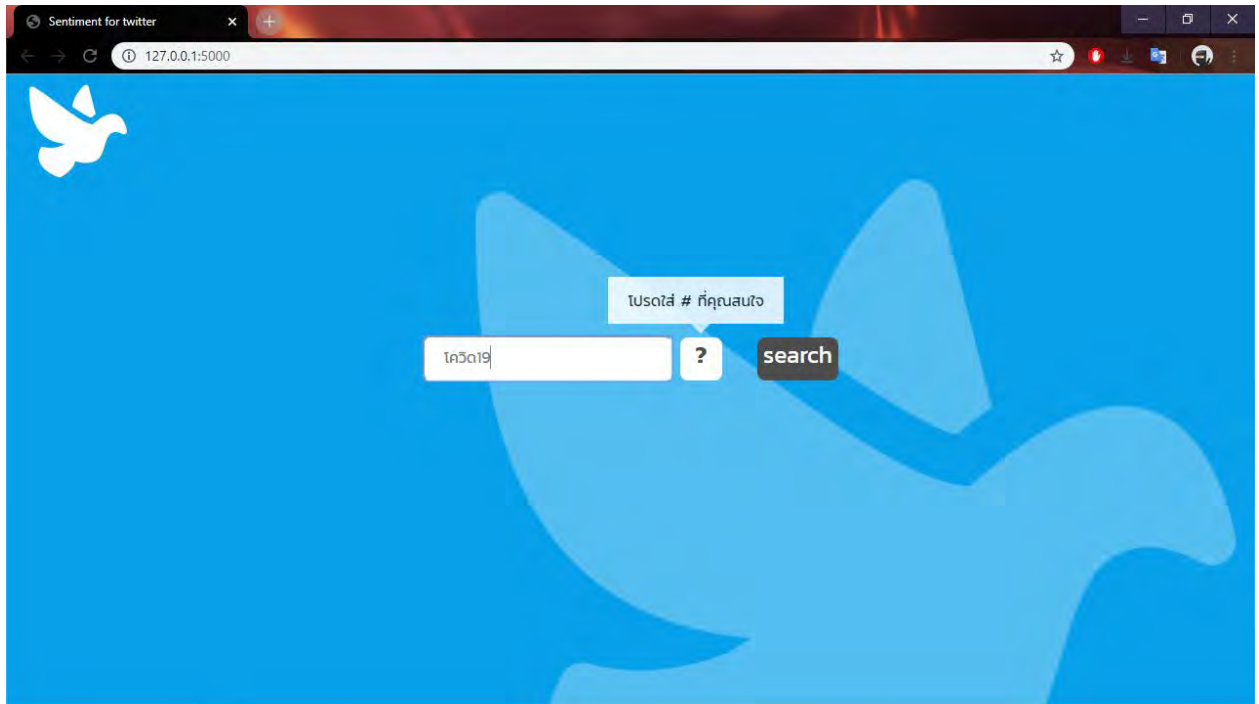 Sentiment for twitter
127.0.0.1:5000
โปรดใส่ # ที่คุณสนใจ
โควิด19
?
search